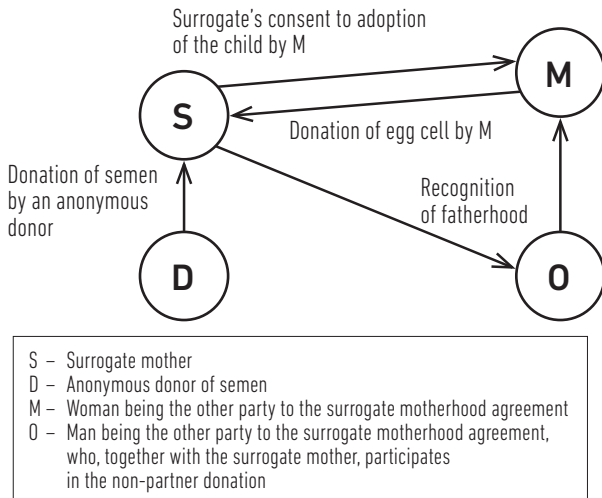 Surrogate's consent to adoption
of the child by M
M
S
Donation of egg cell by M
Donation of semen
by an anonymous
donor
Recognition
of fatherhood
D
O
S – Surrogate mother
D – Anonymous donor of semen
M – Woman being the other party to the surrogate motherhood agreement
O – Man being the other party to the surrogate motherhood agreement,
who, together with the surrogate mother, participates
in the non-partner donation